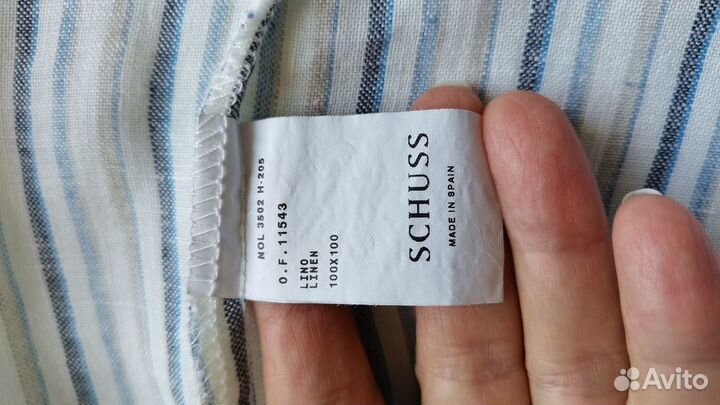 SCHUSS
MADE IN SPAIN
NOL 3502 H-205
O.F.11543
LINO
LINEN
100X100
Avito